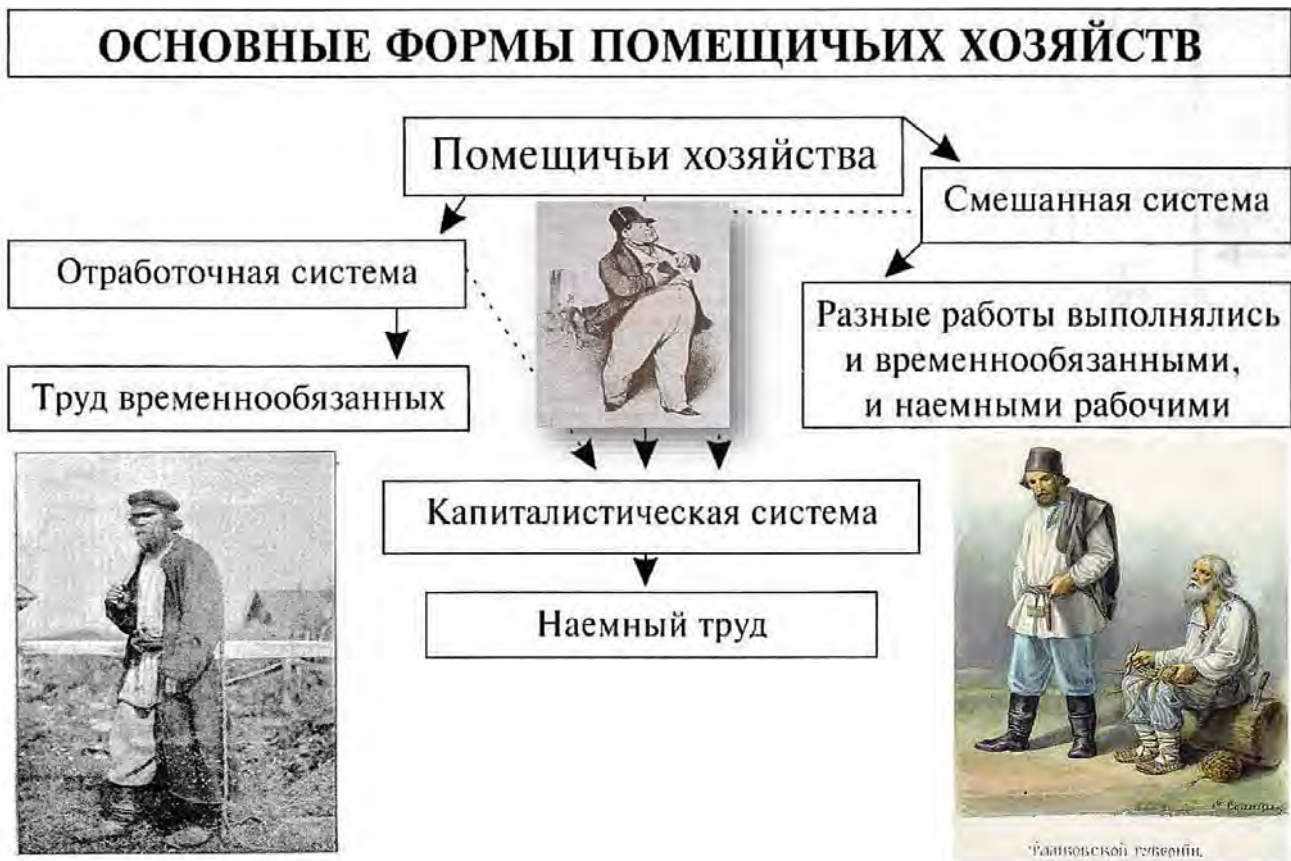 ОСНОВНЫЕ ФОРМЫ ПОМЕЩИЧЬИХ ХОЗЯЙСТВ
Помещичьи хозяйства
Смешанная система
Отработочная система
Разные работы выполнялись
и временнообязанными,
и наемными рабочими
Труд временнообязанных
Капиталистическая система
Наемный труд
губернiи.